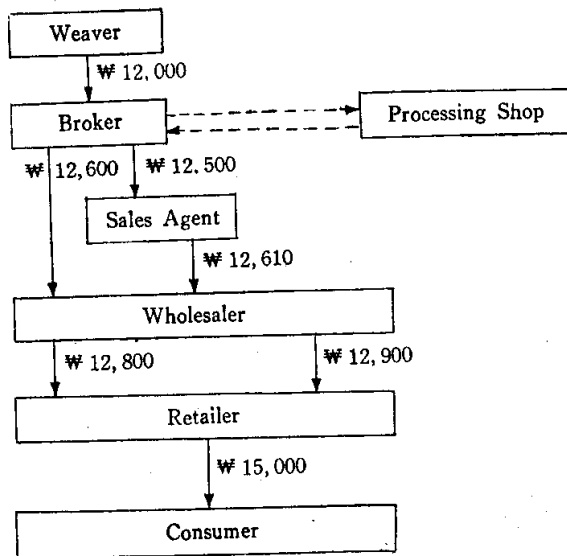 Weaver
₩ 12,000
Broker
Processing Shop
₩ 12,600
₩ 12.500
Sales Agent
₩ 12,610
Wholesaler
₩ 12,800
₩ 12,900
Retailer
₩ 15,000
Consumer